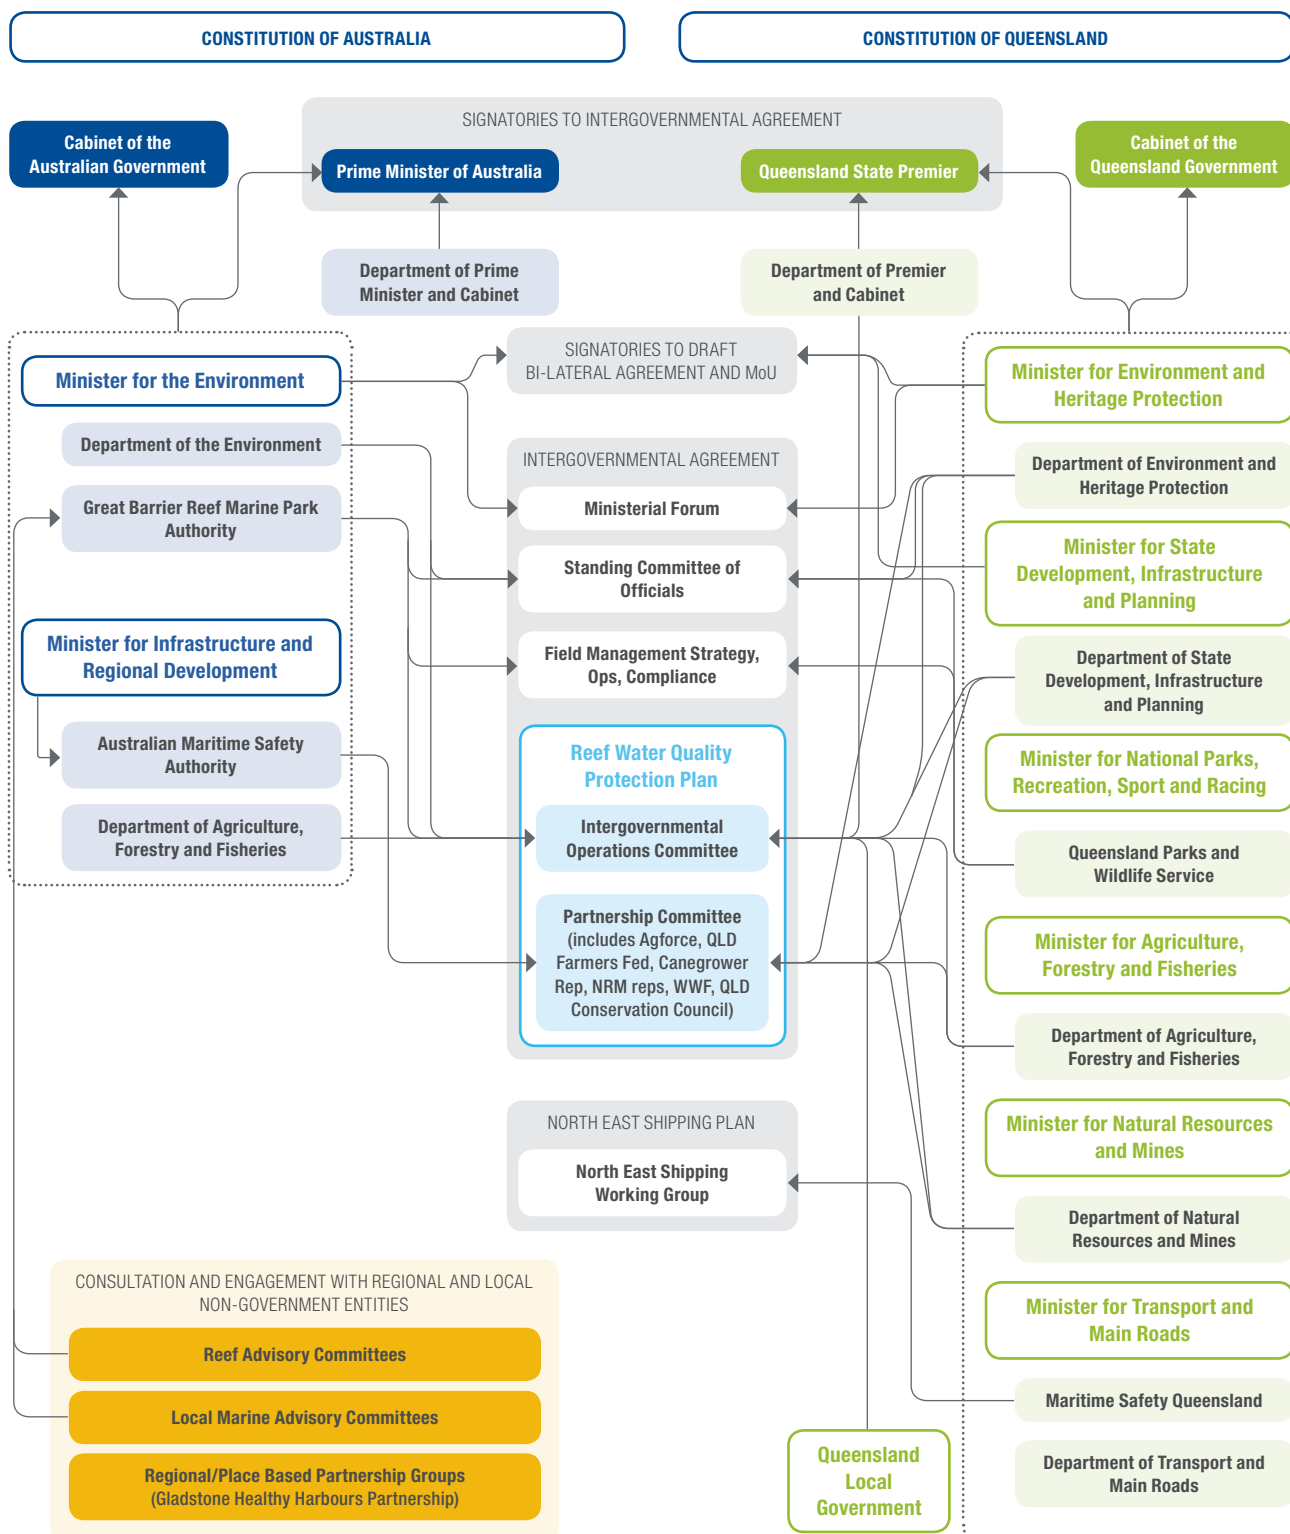 CONSTITUTION OF AUSTRALIA
CONSTITUTION OF QUEENSLAND
SIGNATORIES TO INTERGOVERNMENTAL AGREEMENT
Cabinet of the
Australian Government
Prime Minister of Australia
Queensland State Premier
Cabinet of the
Queensland Government
Department of Prime
Minister and Cabinet
Department of Premier
and Cabinet
Minister for the Environment
Department of the Environment
Great Barrier Reef Marine Park
Authority
Minister for Infrastructure and
Regional Development
Australian Maritime Safety
Authority
Department of Agriculture,
Forestry and Fisheries
SIGNATORIES TO DRAFT
BI-LATERAL AGREEMENT AND MoU
INTERGOVERNMENTAL AGREEMENT
Ministerial Forum
Standing Committee of
Officials
Field Management Strategy,
Ops, Compliance
Reef Water Quality
Protection Plan
Intergovernmental
Operations Committee
Partnership Committee
(includes Agforce, QLD
Farmers Fed, Canegrower
Rep, NRM reps, WWF, QLD
Conservation Council)
NORTH EAST SHIPPING PLAN
North East Shipping
Working Group
Minister for Environment and
Heritage Protection
Department of Environment and
Heritage Protection
Minister for State
Development, Infrastructure
and Planning
Department of State
Development, Infrastructure
and Planning
Minister for National Parks,
Recreation, Sport and Racing
Queensland Parks and
Wildlife Service
Minister for Agriculture,
Forestry and Fisheries
Department of Agriculture,
Forestry and Fisheries
Minister for Natural Resources
and Mines
Department of Natural
Resources and Mines
Minister for Transport and
Main Roads
Maritime Safety Queensland
Department of Transport and
Main Roads
CONSULTATION AND ENGAGEMENT WITH REGIONAL AND LOCAL
NON-GOVERNMENT ENTITIES
Reef Advisory Committees
Local Marine Advisory Committees
Regional/Place Based Partnership Groups
(Gladstone Healthy Harbours Partnership)
Queensland
Local
Government